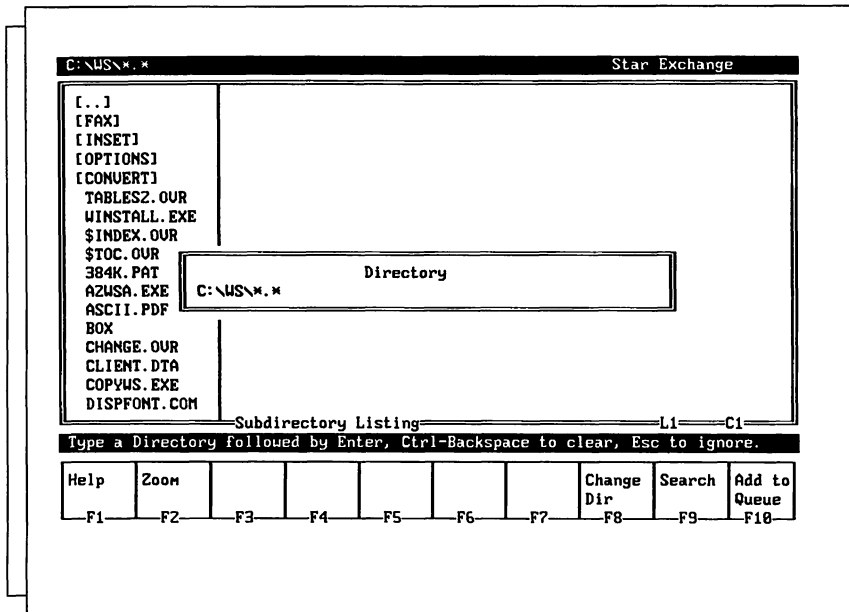 C:\WS\*.* Star Exchange
[..]
[FAX]
[INSET]
[OPTIONS]
[CONVERT]
TABLES2.OVR
WINSTALL.EXE
$INDEX.OVR
$TOC.OVR
384K.PAT
AZWSA.EXE
ASCII.PDF
BOX
CHANGE.OVR
CLIENT.DTA
COPYWS.EXE
DISPFONT.COM
Directory
C:\WS\*.*
Subdirectory Listing L1 C1
Type a Directory followed by Enter, Ctrl-Backspace to clear, Esc to ignore.
Help Zoom Change Dir Search Add to Queue
F1 F2 F3 F4 F5 F6 F7 F8 F9 F10